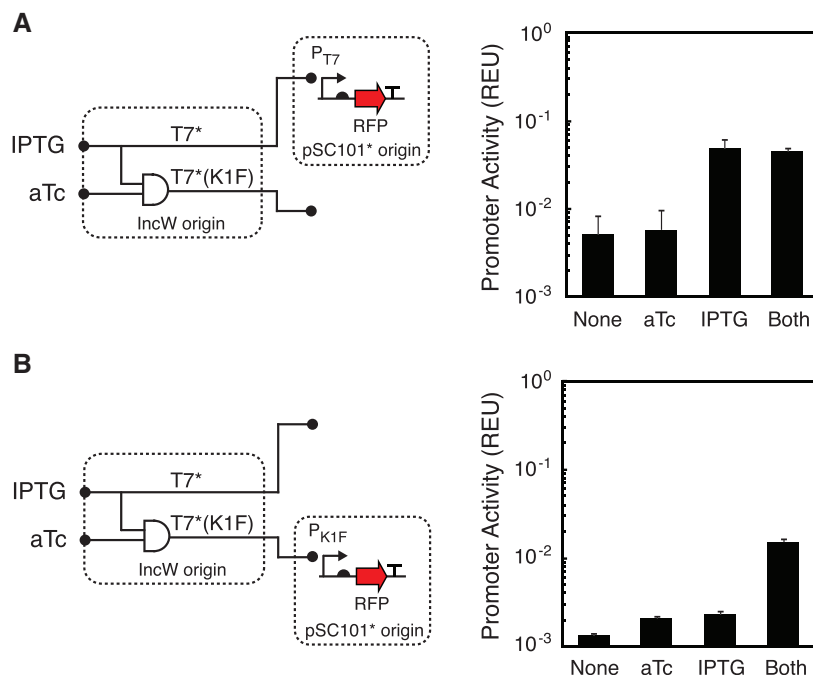 A
P_T7
RFP
pSC101* origin
IPTG
T7*
aTc
T7*(K1F)
IncW origin
Promoter Activity (REU)
10^0
10^-1
10^-2
10^-3
None aTc IPTG Both
B
IPTG
T7*
aTc
T7*(K1F)
IncW origin
P_K1F
RFP
pSC101* origin
Promoter Activity (REU)
10^0
10^-1
10^-2
10^-3
None aTc IPTG Both